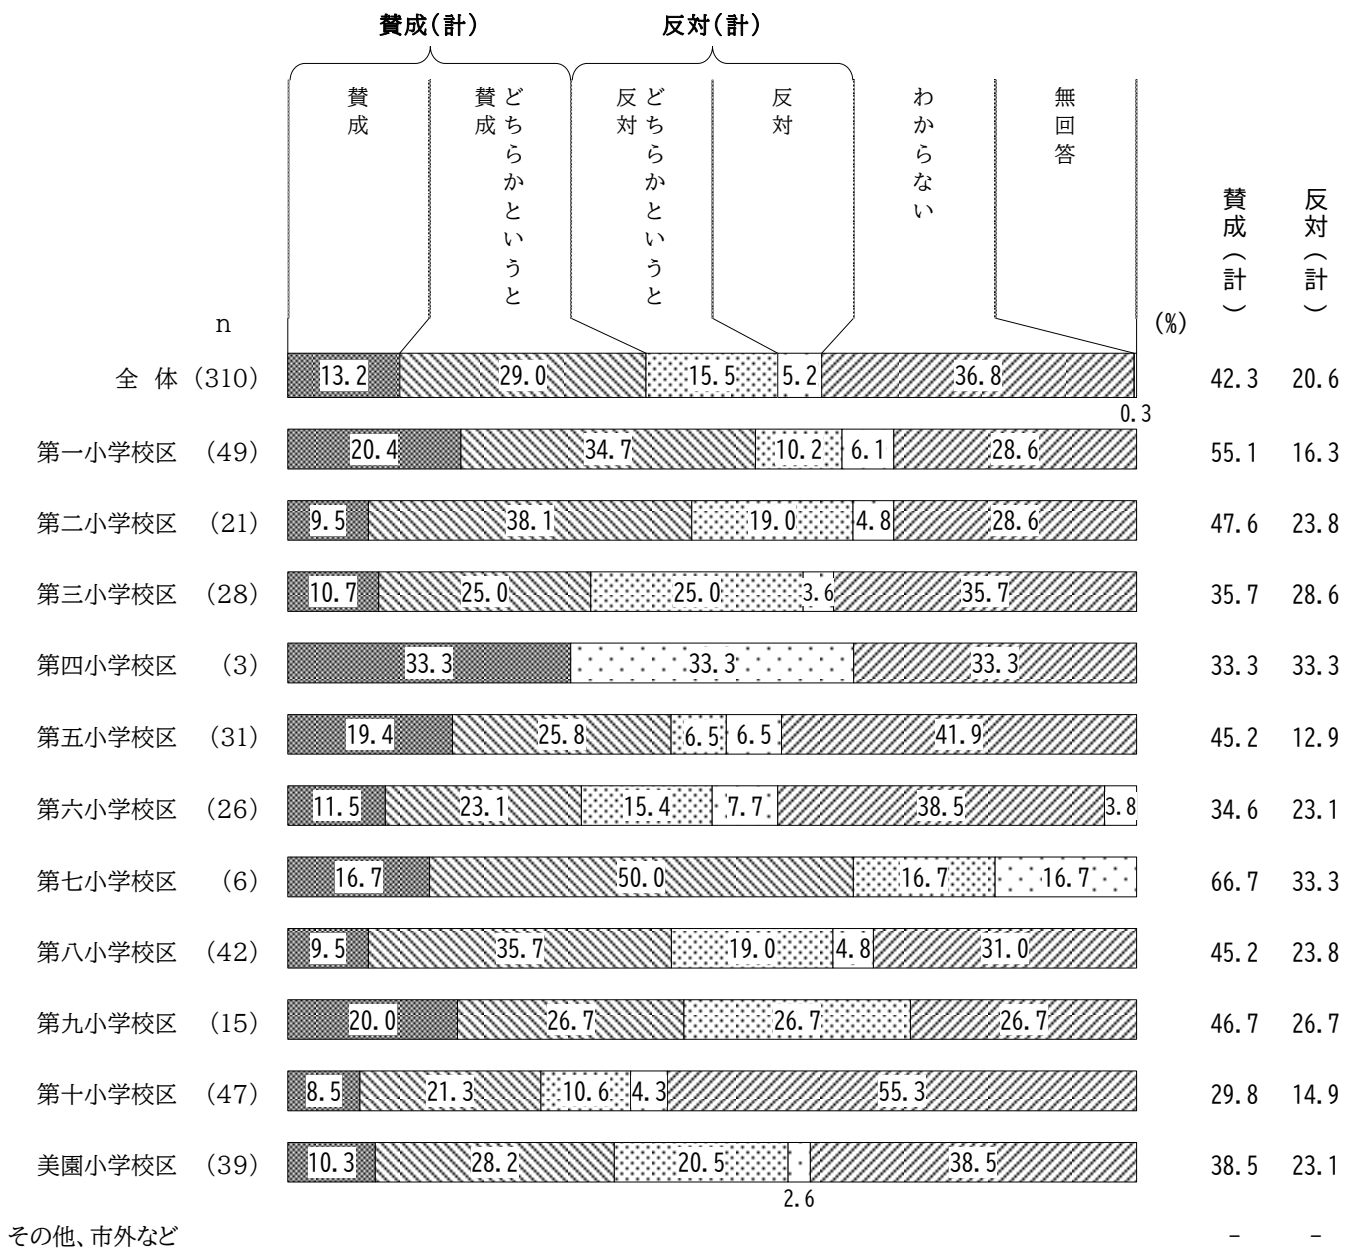 賛成(計) 反対(計)
賛成
どちらかというと
賛成
どちらかというと
反対
反対
わからない
無回答
賛成(計)
反対(計)
n (%)
全 体 (310) 13.2 29.0 15.5 5.2 36.8 42.3 20.6
0.3
第一小学校区 (49) 20.4 34.7 10.2 6.1 28.6 55.1 16.3
第二小学校区 (21) 9.5 38.1 19.0 4.8 28.6 47.6 23.8
第三小学校区 (28) 10.7 25.0 25.0 3.6 35.7 35.7 28.6
第四小学校区 (3) 33.3 33.3 33.3 33.3 33.3
第五小学校区 (31) 19.4 25.8 6.5 6.5 41.9 45.2 12.9
第六小学校区 (26) 11.5 23.1 15.4 7.7 38.5 3.8 34.6 23.1
第七小学校区 (6) 16.7 50.0 16.7 16.7 66.7 33.3
第八小学校区 (42) 9.5 35.7 19.0 4.8 31.0 45.2 23.8
第九小学校区 (15) 20.0 26.7 26.7 26.7 46.7 26.7
第十小学校区 (47) 8.5 21.3 10.6 4.3 55.3 29.8 14.9
美園小学校区 (39) 10.3 28.2 20.5 38.5 38.5 23.1
2.6
その他、市外など - -